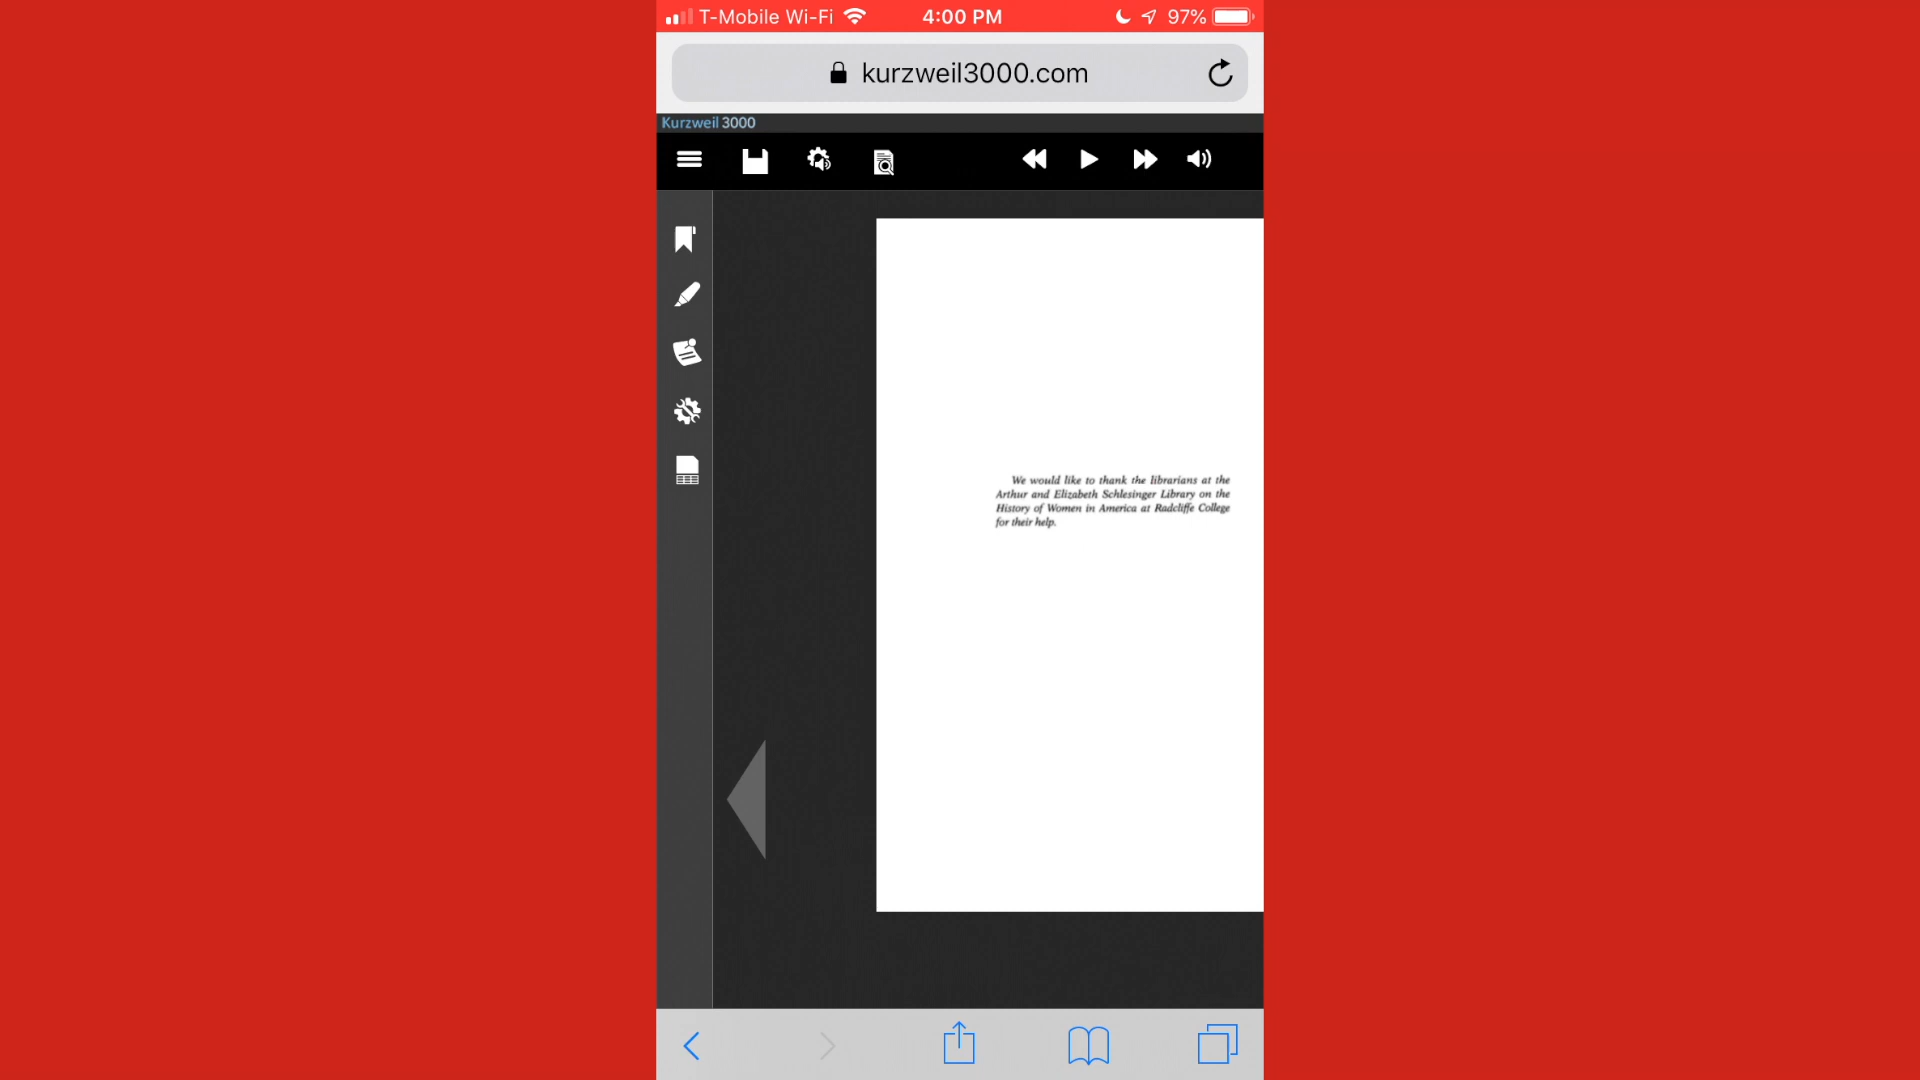 T-Mobile Wi-Fi 4:00 PM 97%
kurzweil3000.com
Kurzweil 3000
We would like to thank the librarians at the
Arthur and Elizabeth Schlesinger Library on the
History of Women in America at Radcliffe College
for their help.